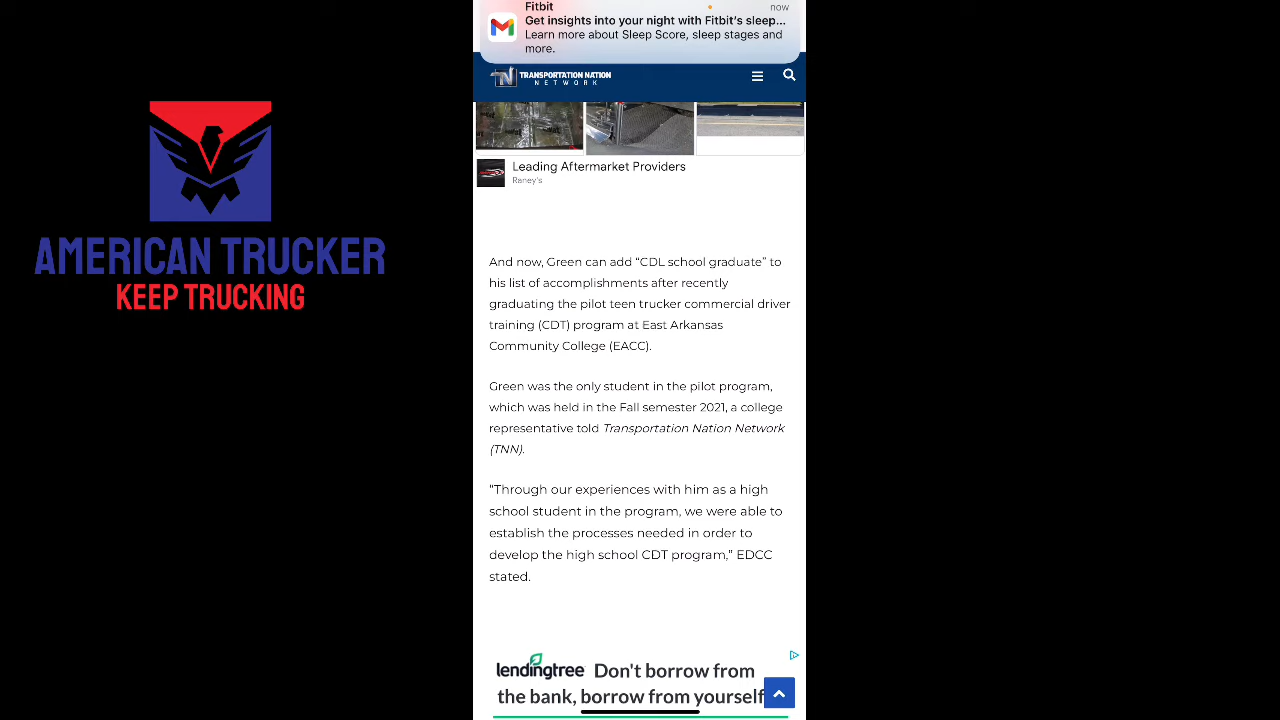 Fitbit
now
Get insights into your night with Fitbit's sleep...
Learn more about Sleep Score, sleep stages and
more.
TRANSPORTATION NATION
NETWORK
Leading Aftermarket Providers
Raney's
AMERICAN TRUCKER
KEEP TRUCKING
And now, Green can add “CDL school graduate” to
his list of accomplishments after recently
graduating the pilot teen trucker commercial driver
training (CDT) program at East Arkansas
Community College (EACC).
Green was the only student in the pilot program,
which was held in the Fall semester 2021, a college
representative told Transportation Nation Network
(TNN).
“Through our experiences with him as a high
school student in the program, we were able to
establish the processes needed in order to
develop the high school CDT program,” EDCC
stated.
lendingtree Don't borrow from
the bank, borrow from yourself